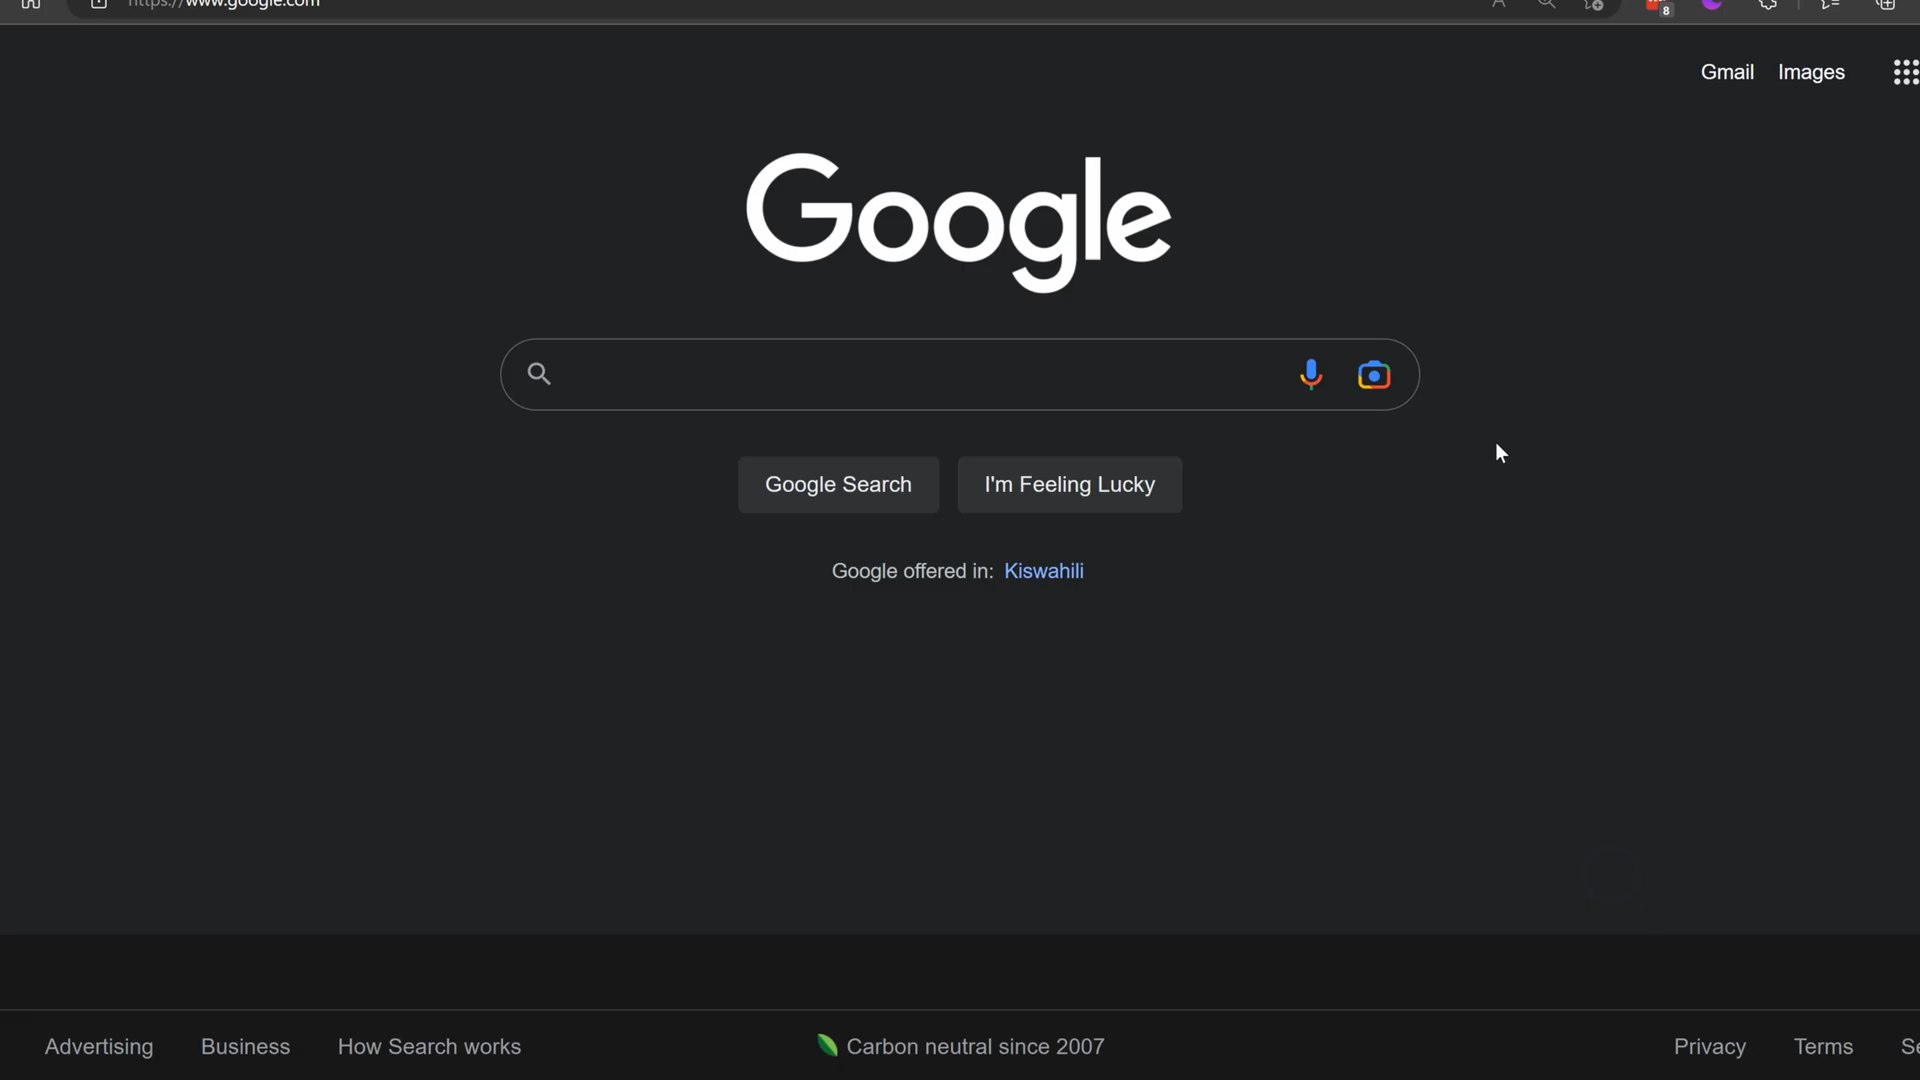 https://www.google.com
8
Gmail Images
Google
Google Search I'm Feeling Lucky
Google offered in: Kiswahili
Advertising Business How Search works Carbon neutral since 2007 Privacy Terms